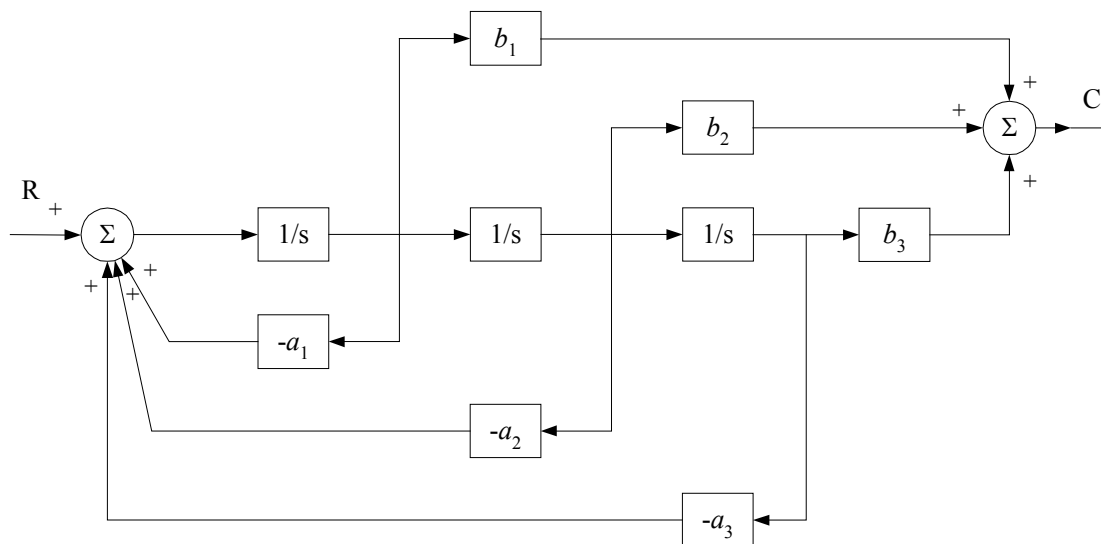 b₁
+
C
+
b₂
Σ
R
+
+
Σ
1/s
1/s
1/s
b₃
+
+
+
-a₁
-a₂
-a₃